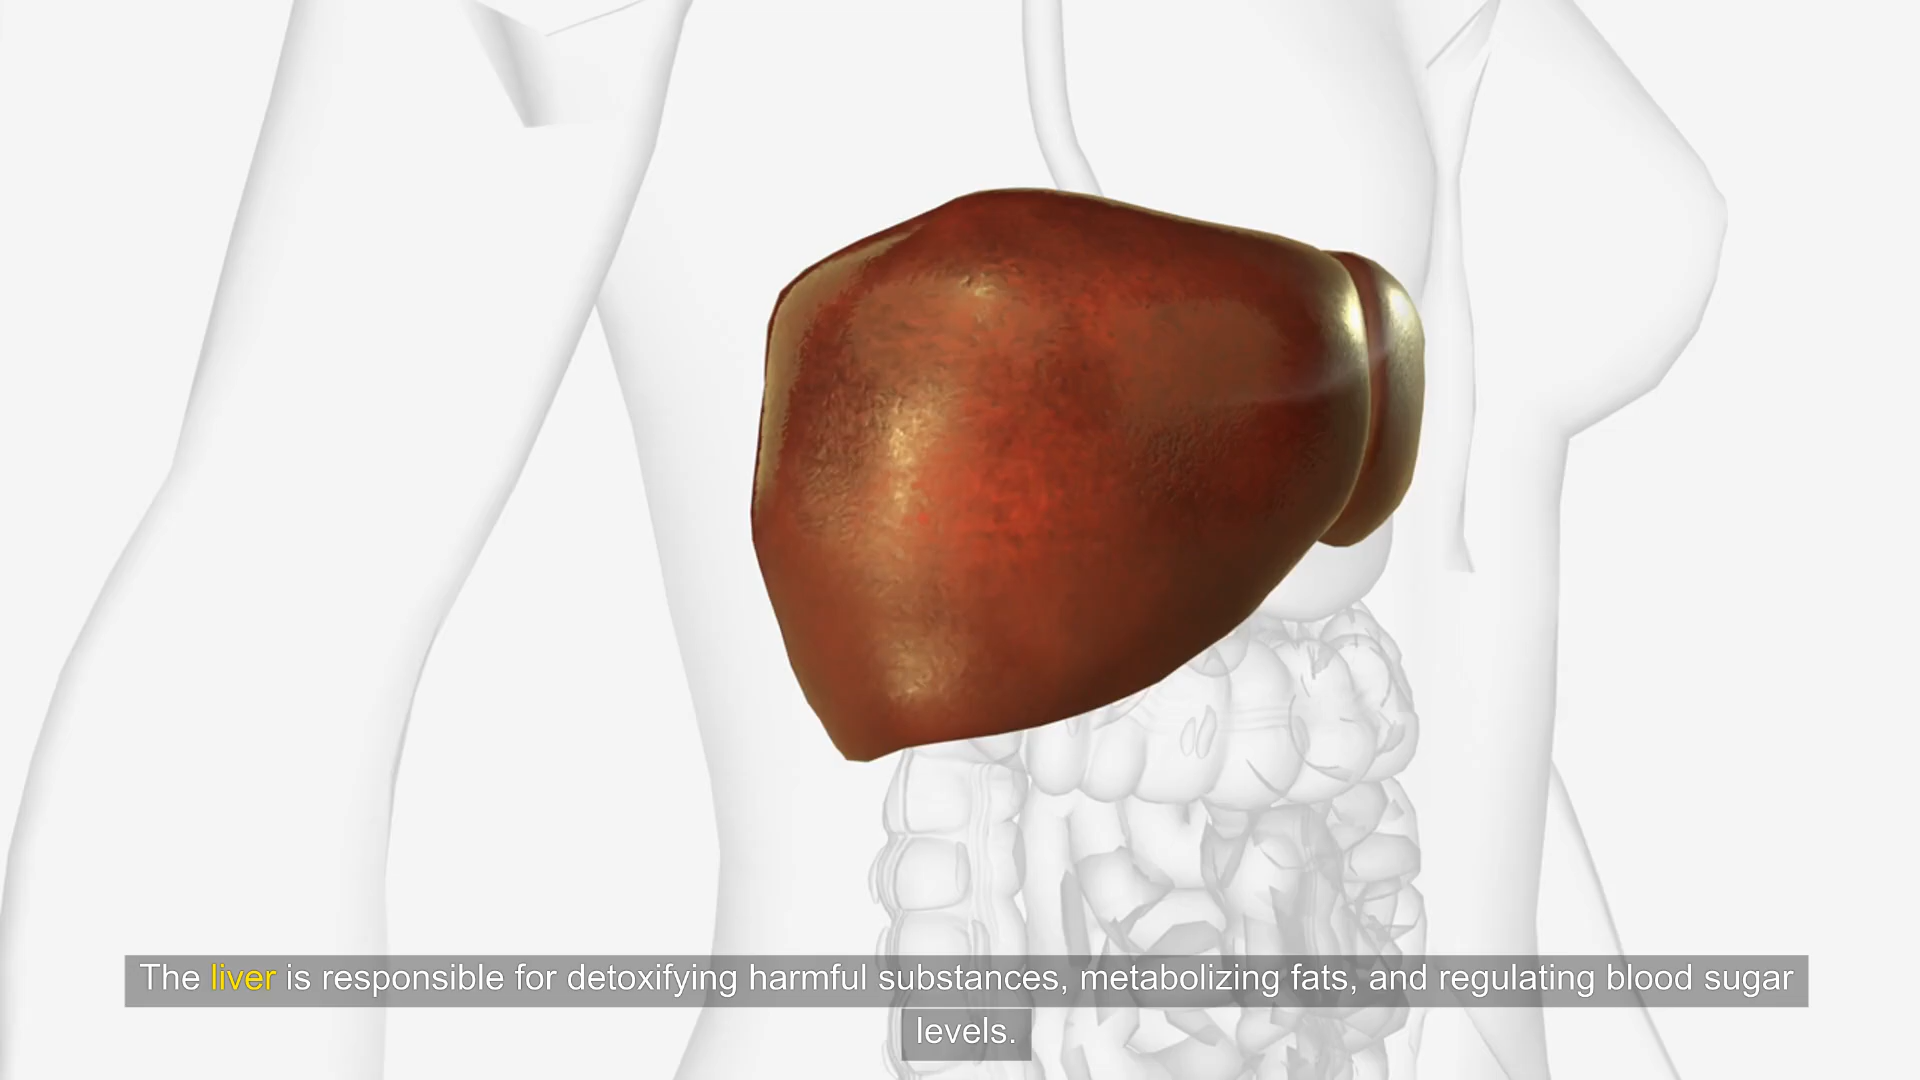 The liver is responsible for detoxifying harmful substances, metabolizing fats, and regulating blood sugar
levels.